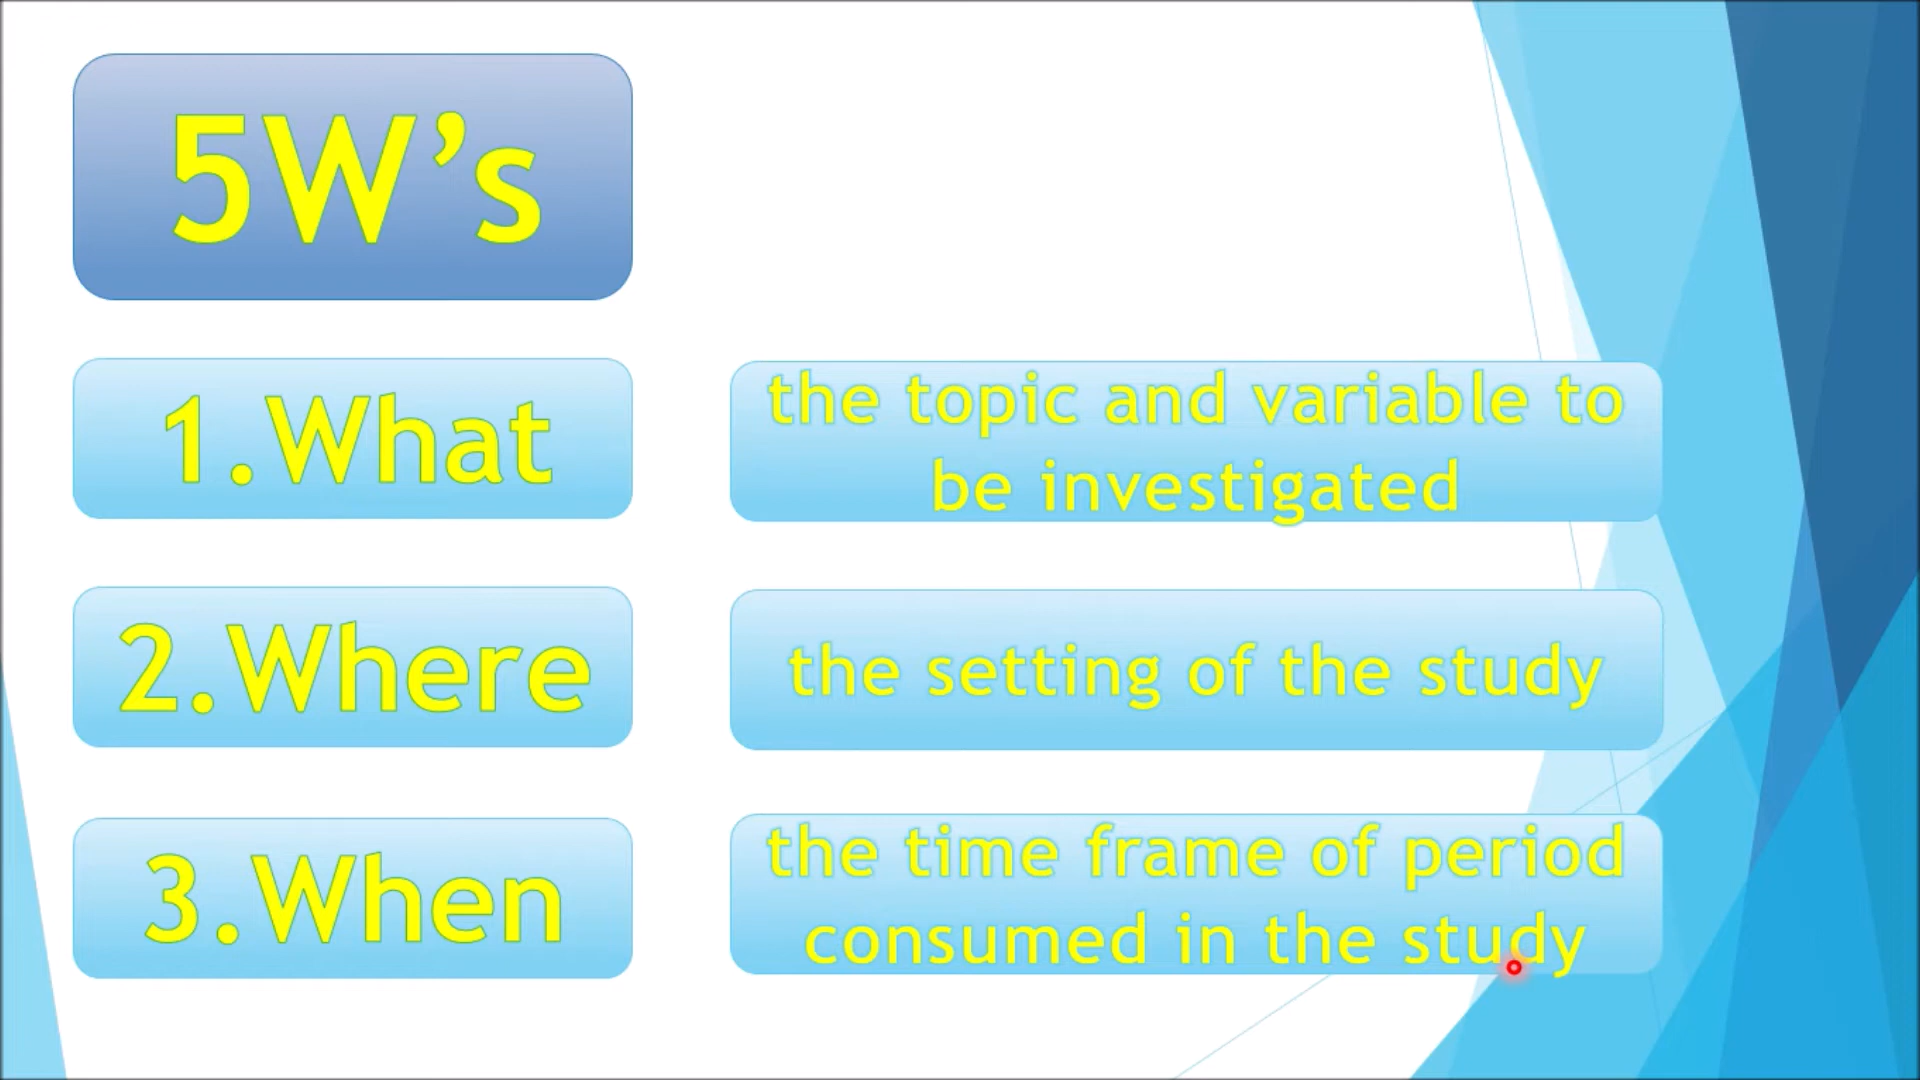 5W’s
1.What
the topic and variable to
be investigated
2.Where
the setting of the study
3.When
the time frame of period
consumed in the study